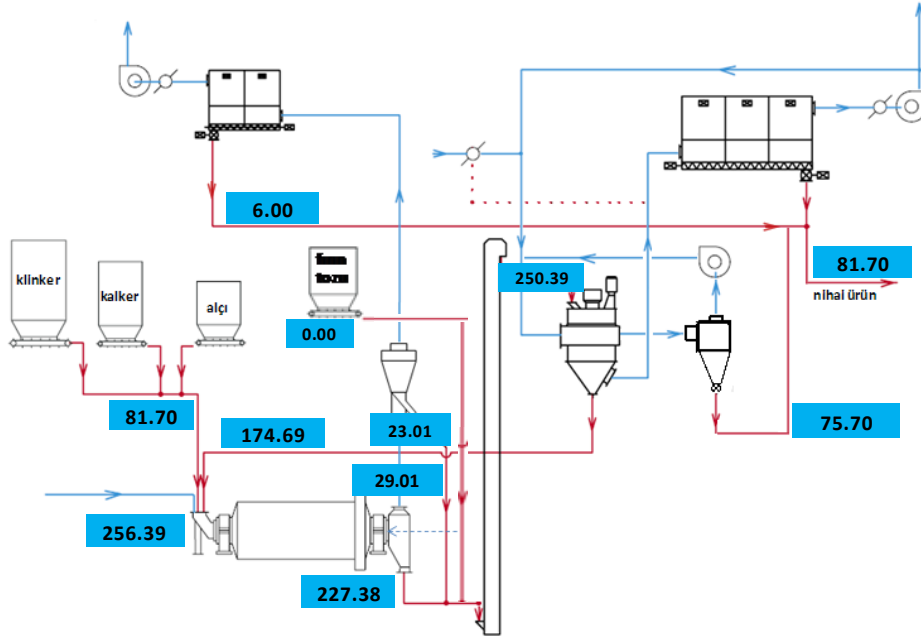 6.00
klinker
kalker
alçı
250.39
81.70
nihai ürün
0.00
81.70
174.69
23.01
75.70
29.01
256.39
227.38